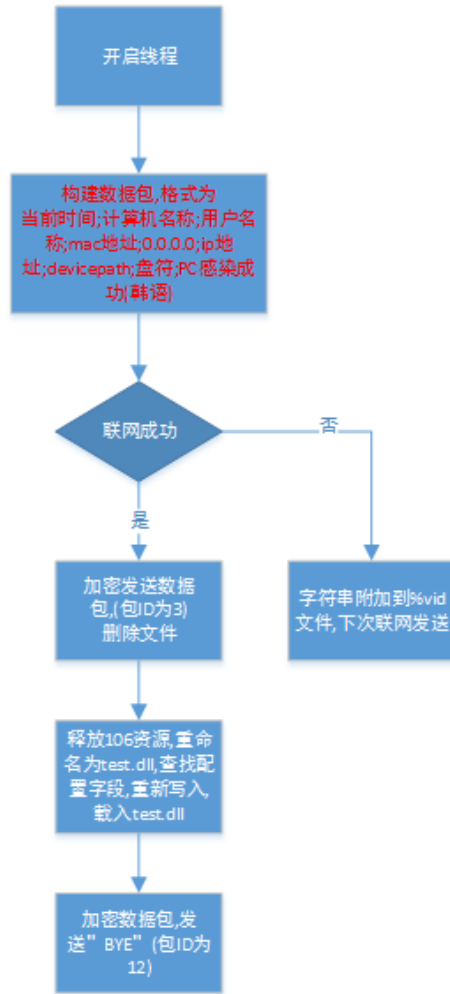 开启线程
构建数据包,格式为
当前时间;计算机名称;用户名
称;mac地址;0.0.0.0;ip地
址;devicepath;盘符;PC感染成
功(韩语)
联网成功
否
是
加密发送数据
包,(包ID为3)
删除文件
字符串附加到%vid
文件,下次联网发送
释放106资源,重命
名为test.dll,查找配
置字段,重新写入,
载入test.dll
加密数据包,发
送”BYE”(包ID为
12)